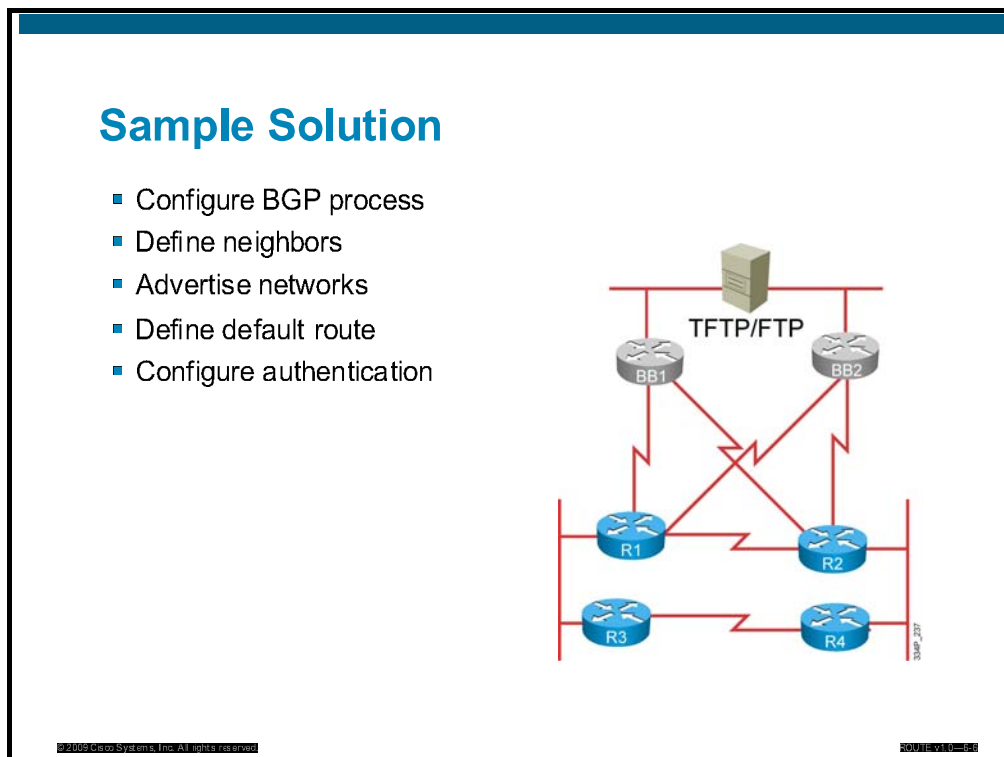 Sample Solution
Configure BGP process
Define neighbors
Advertise networks
Define default route
Configure authentication
TFTP/FTP
BB1
BB2
R1
R2
R3
R4
334P_237
© 2009 Cisco Systems, Inc. All rights reserved.
ROUTE v1.0—6-6